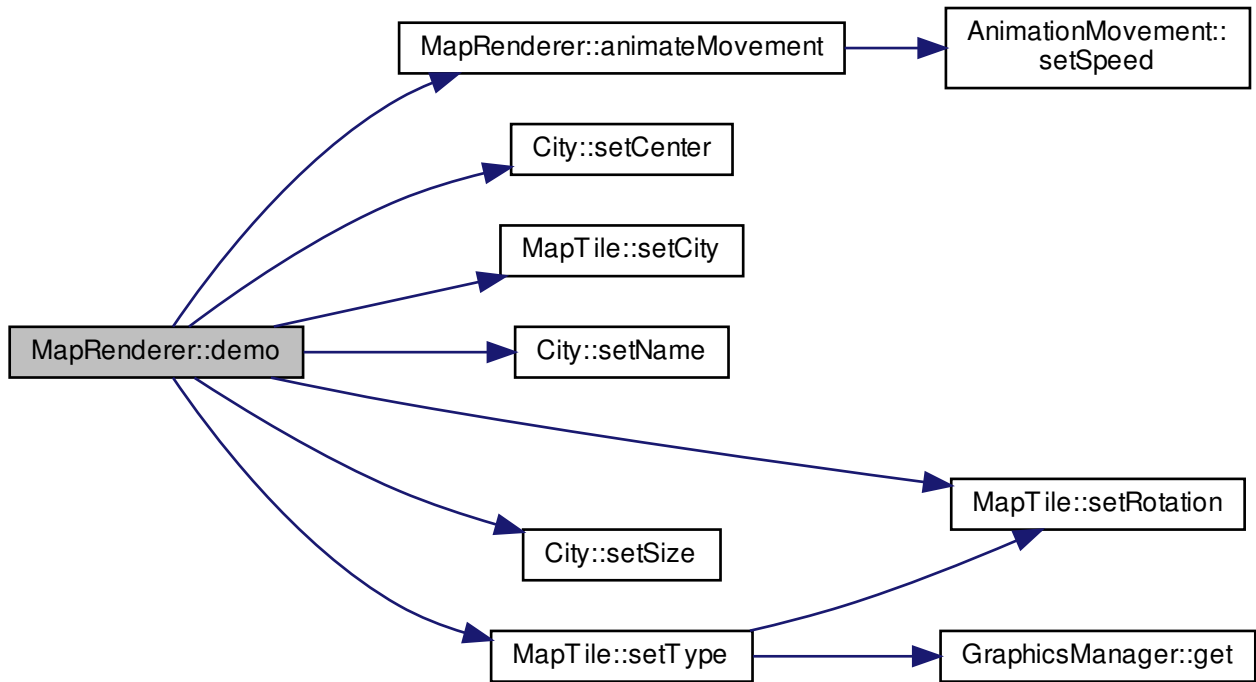 MapRenderer::animateMovement
AnimationMovement::
setSpeed
City::setCenter
MapTile::setCity
MapRenderer::demo
City::setName
MapTile::setRotation
City::setSize
MapTile::setType
GraphicsManager::get